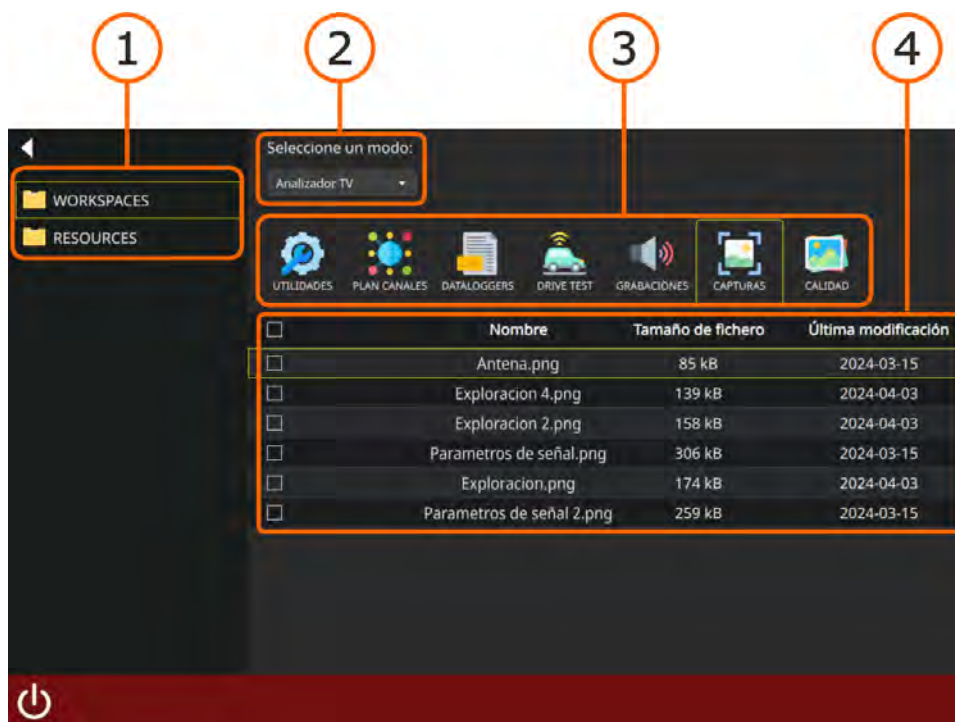 1 2 3 4
Seleccione un modo:
Analizador TV
WORKSPACES
RESOURCES
UTILIDADES PLAN CANALES DATALOGGERS DRIVE TEST GRABACIONES CAPTURAS CALIDAD
Nombre Tamaño de fichero Última modificación
Antena.png 85 kB 2024-03-15
Exploracion 4.png 139 kB 2024-04-03
Exploracion 2.png 158 kB 2024-04-03
Parametros de señal.png 306 kB 2024-03-15
Exploracion.png 174 kB 2024-04-03
Parametros de señal 2.png 259 kB 2024-03-15